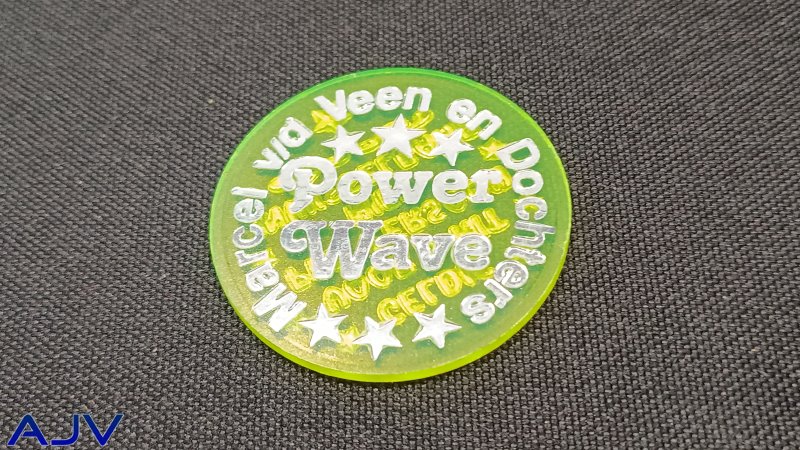 Marcel v/d Veen en Dochters
Power
Wave
AJV